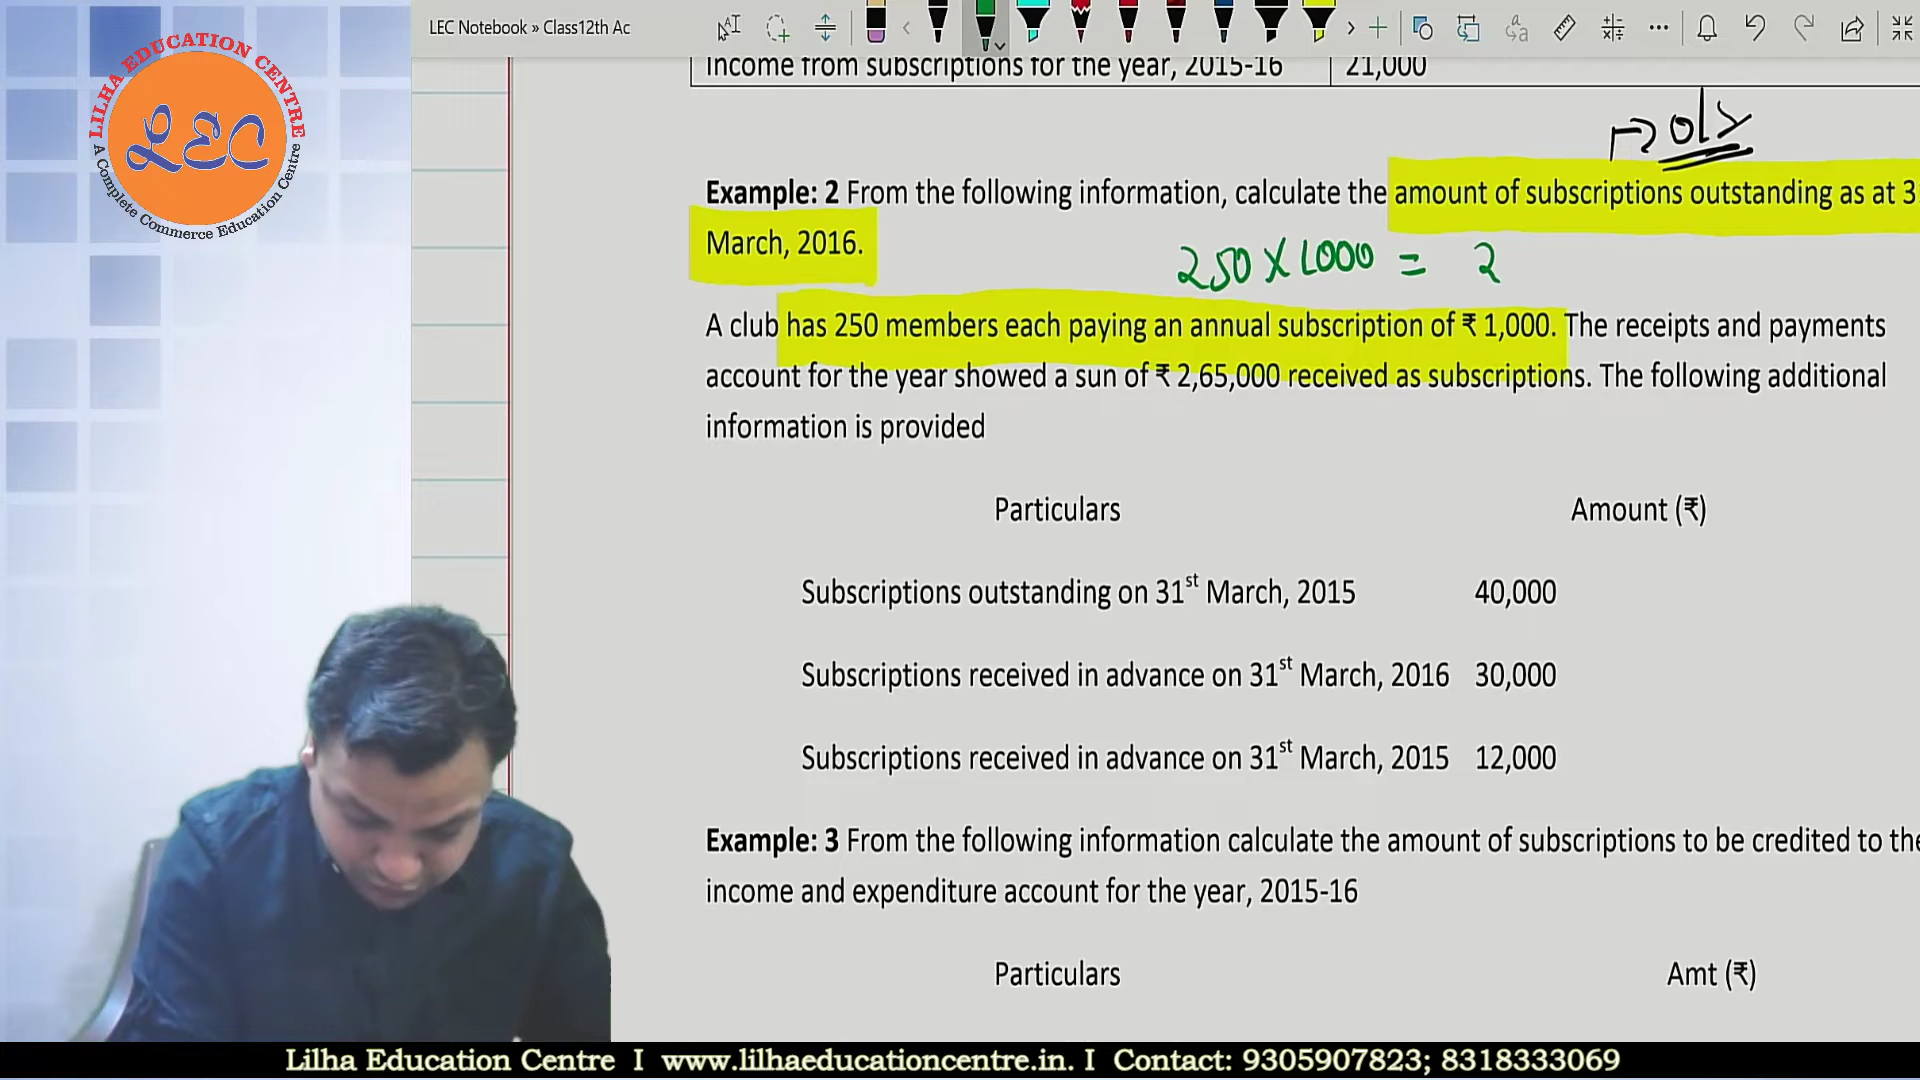 LILHA EDUCATION CENTRE
LEC
A Complete Commerce Education Centre
LEC Notebook » Class12th Ac
Income from subscriptions for the year, 2015-16 21,000
Example: 2 From the following information, calculate the amount of subscriptions outstanding as at 3
March, 2016.
250 X 1000 = 2
A club has 250 members each paying an annual subscription of ₹ 1,000. The receipts and payments
account for the year showed a sun of ₹ 2,65,000 received as subscriptions. The following additional
information is provided
Particulars Amount (₹)
Subscriptions outstanding on 31st March, 2015 40,000
Subscriptions received in advance on 31st March, 2016 30,000
Subscriptions received in advance on 31st March, 2015 12,000
Example: 3 From the following information calculate the amount of subscriptions to be credited to the
income and expenditure account for the year, 2015-16
Particulars Amt (₹)
Lilha Education Centre I www.lilhaeducationcentre.in. I Contact: 9305907823; 8318333069